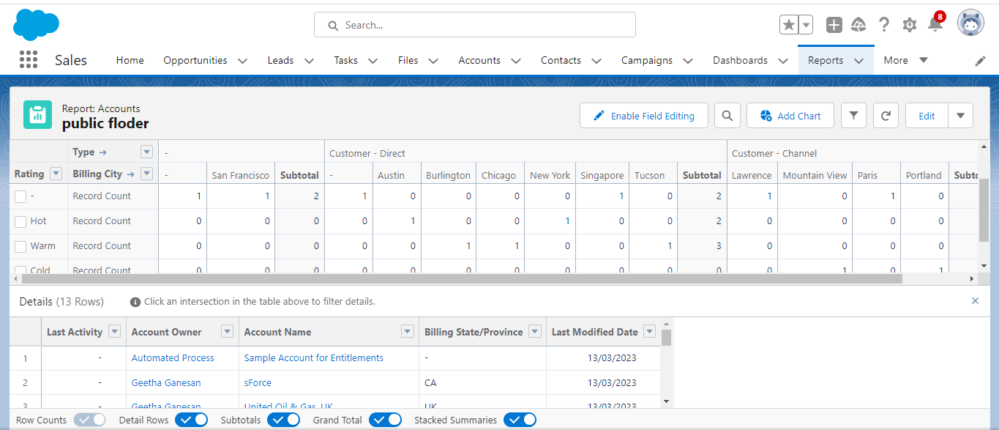 Search...
8
Sales Home Opportunities Leads Tasks Files Accounts Contacts Campaigns Dashboards Reports More
Report: Accounts
public floder
Enable Field Editing Add Chart Edit
Type → - Customer - Direct Customer - Channel
Rating Billing City → - San Francisco Subtotal - Austin Burlington Chicago New York Singapore Tucson Subtotal Lawrence Mountain View Paris Portland
- Record Count 1 1 2 1 0 0 0 0 1 0 2 1 0 1 0
Hot Record Count 0 0 0 0 1 0 0 1 0 0 2 0 0 0 0
Warm Record Count 0 0 0 0 0 1 1 0 0 1 3 0 0 0 0
Cold Record Count 0 0 0 0 0 0 0 0 0 0 0 0 1 0 1
Details (13 Rows) Click an intersection in the table above to filter details.
Last Activity Account Owner Account Name Billing State/Province Last Modified Date
1 - Automated Process Sample Account for Entitlements - 13/03/2023
2 - Geetha Ganesan sForce CA 13/03/2023
3 - Geetha Ganesan United Oil & Gas, UK UK 13/03/2023
Row Counts Detail Rows Subtotals Grand Total Stacked Summaries